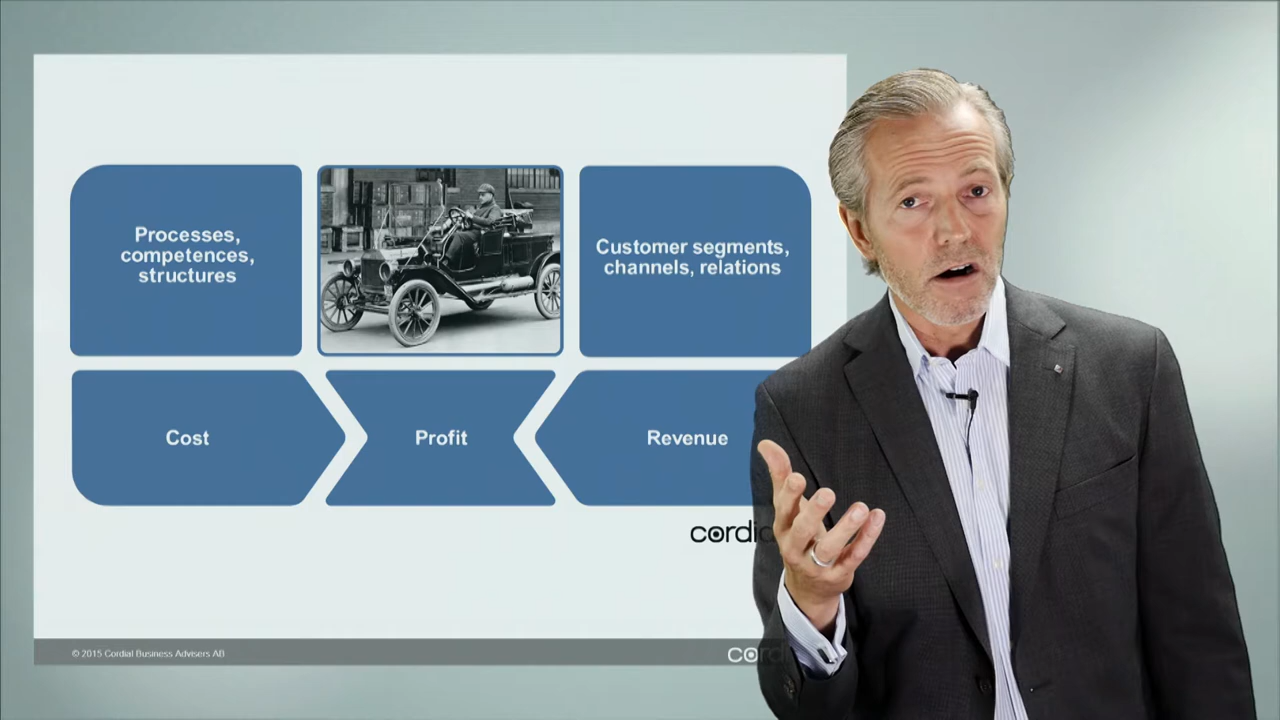 Processes,
competences,
structures
Customer segments,
channels, relations
Cost
Profit
Revenue
© 2015 Cordial Business Advisers AB